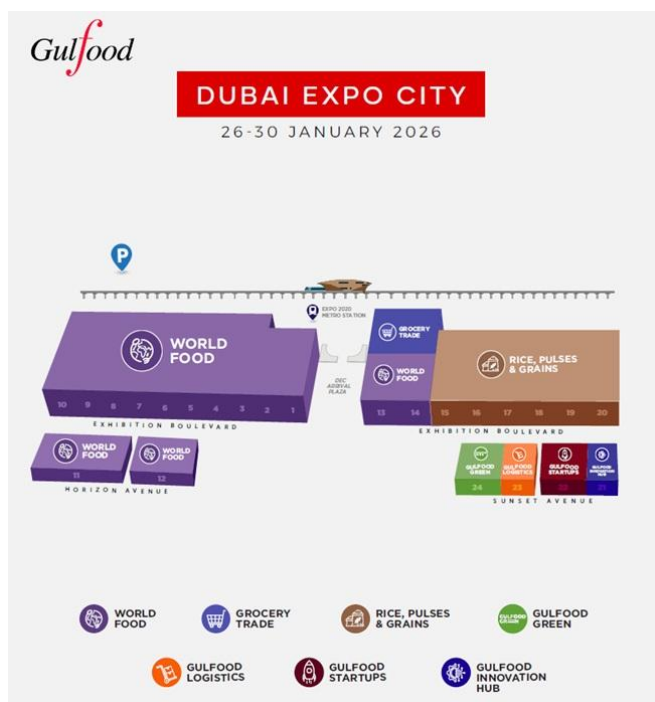 Gulfood
DUBAI EXPO CITY
26-30 JANUARY 2026
P
EXPO 2020
METRO STATION
WORLD
FOOD
GROCERY
TRADE
WORLD
FOOD
RICE, PULSES
& GRAINS
DEC
ARRIVAL
PLAZA
10 9 8 7 6 5 4 3 2 1
13 14 15 16 17 18 19 20
EXHIBITION BOULEVARD
EXHIBITION BOULEVARD
WORLD
FOOD
11
WORLD
FOOD
12
HORIZON AVENUE
GULFOOD
GREEN
24
GULFOOD
LOGISTICS
23
GULFOOD
STARTUPS
22
GULFOOD
INNOVATION
HUB
21
SUNSET AVENUE
WORLD
FOOD
GROCERY
TRADE
RICE, PULSES
& GRAINS
GULFOOD
GREEN
GULFOOD
LOGISTICS
GULFOOD
STARTUPS
GULFOOD
INNOVATION
HUB